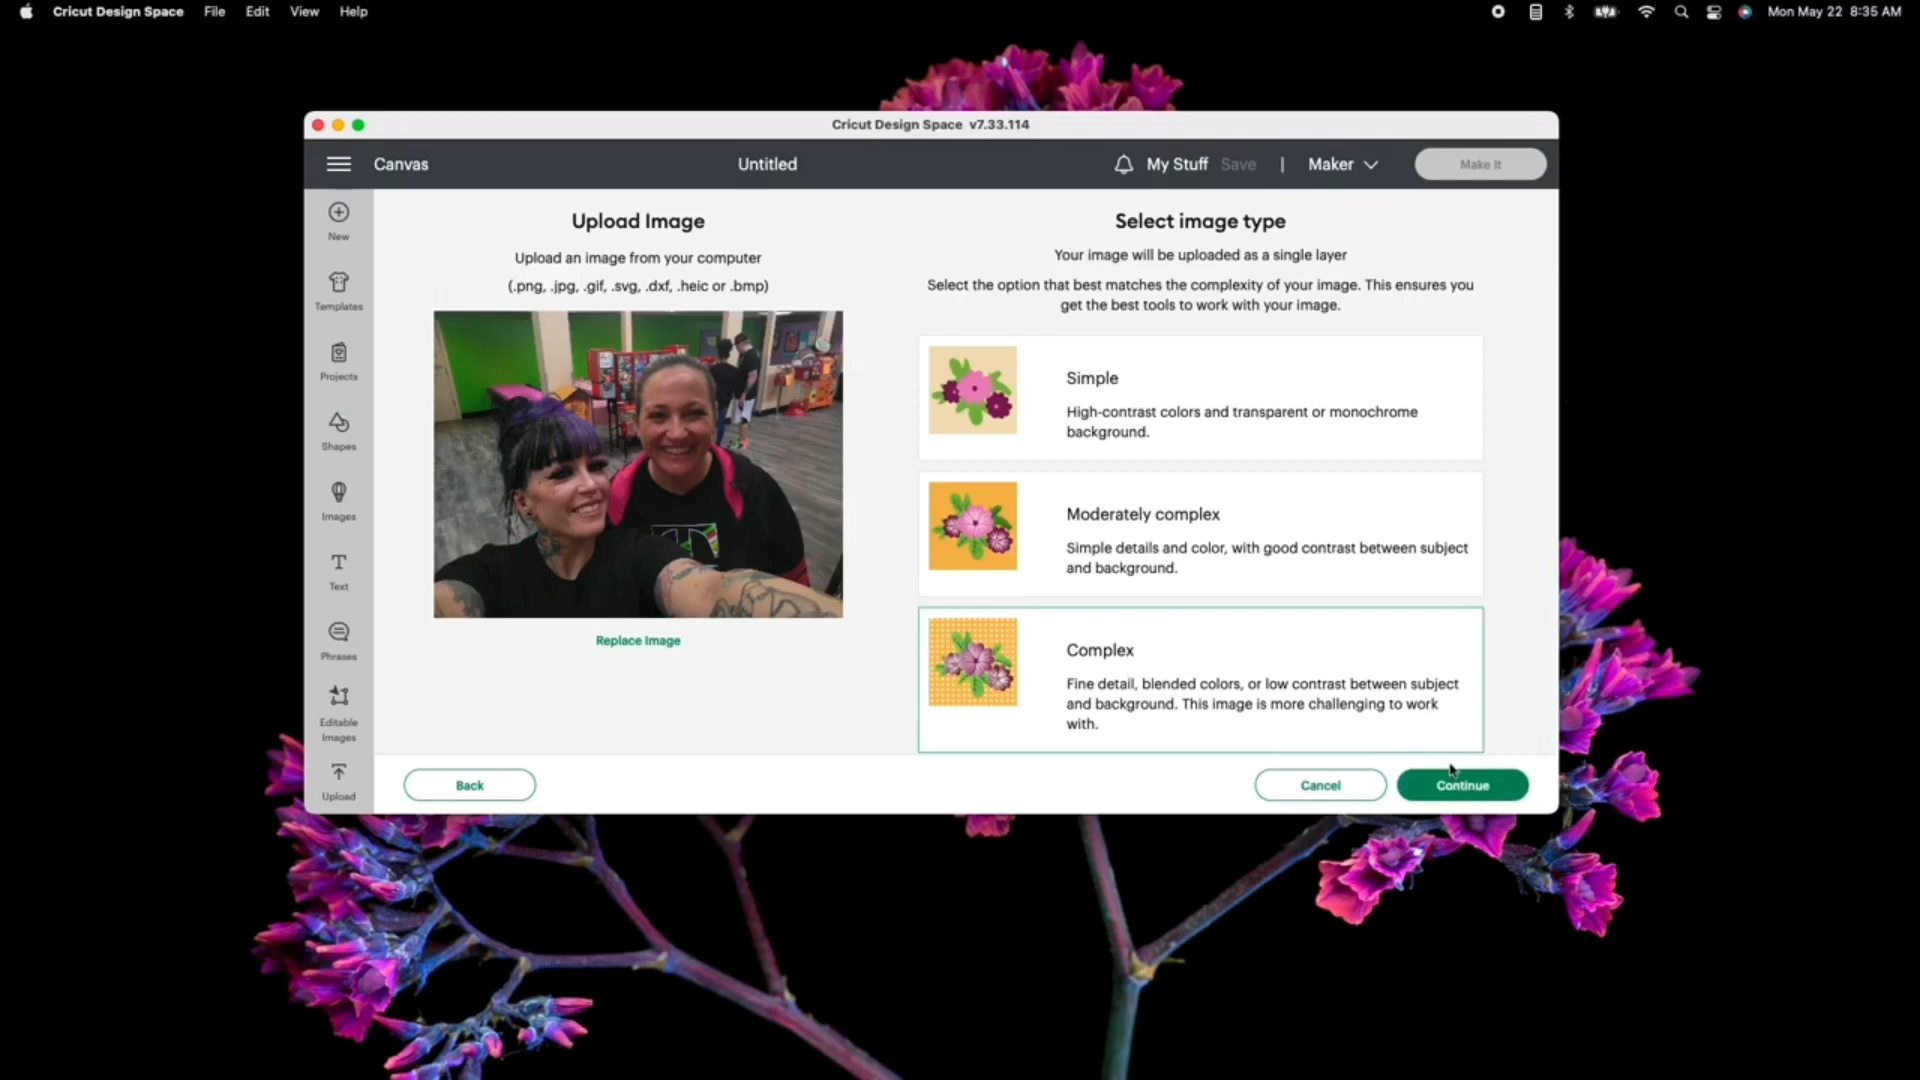 Cricut Design Space File Edit View Help
Mon May 22 8:35 AM
Cricut Design Space v7.33.114
Canvas
Untitled
My Stuff Save | Maker
Make It
New
Templates
Projects
Shapes
Images
Text
Phrases
Editable
Images
Upload
Upload Image
Upload an image from your computer
(.png, .jpg, .gif, .svg, .dxf, .heic or .bmp)
Replace Image
Select image type
Your image will be uploaded as a single layer
Select the option that best matches the complexity of your image. This ensures you
get the best tools to work with your image.
Simple
High-contrast colors and transparent or monochrome
background.
Moderately complex
Simple details and color, with good contrast between subject
and background.
Complex
Fine detail, blended colors, or low contrast between subject
and background. This image is more challenging to work
with.
Back
Cancel
Continue